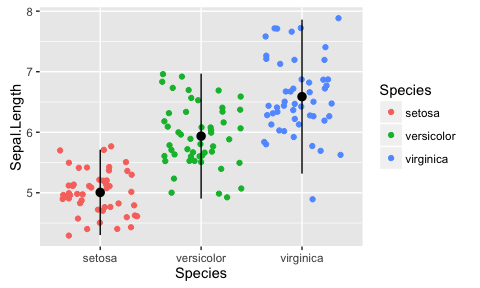 8
7
6
5
Sepal.Length
setosa
versicolor
virginica
Species
Species
setosa
versicolor
virginica